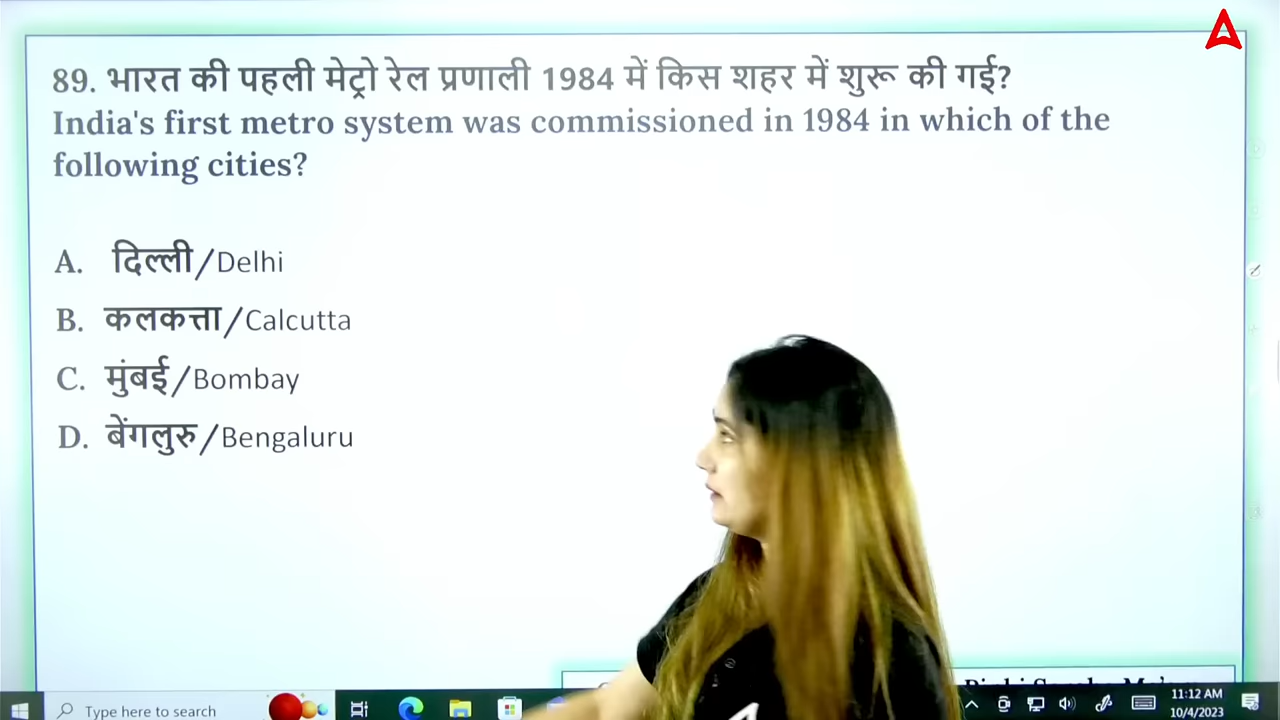 89. भारत की पहली मेट्रो रेल प्रणाली 1984 में किस शहर में शुरू की गई?
India's first metro system was commissioned in 1984 in which of the
following cities?
A. दिल्ली/Delhi
B. कलकत्ता/Calcutta
C. मुंबई/Bombay
D. बेंगलुरु/Bengaluru
Type here to search
11:12 AM
10/4/2023